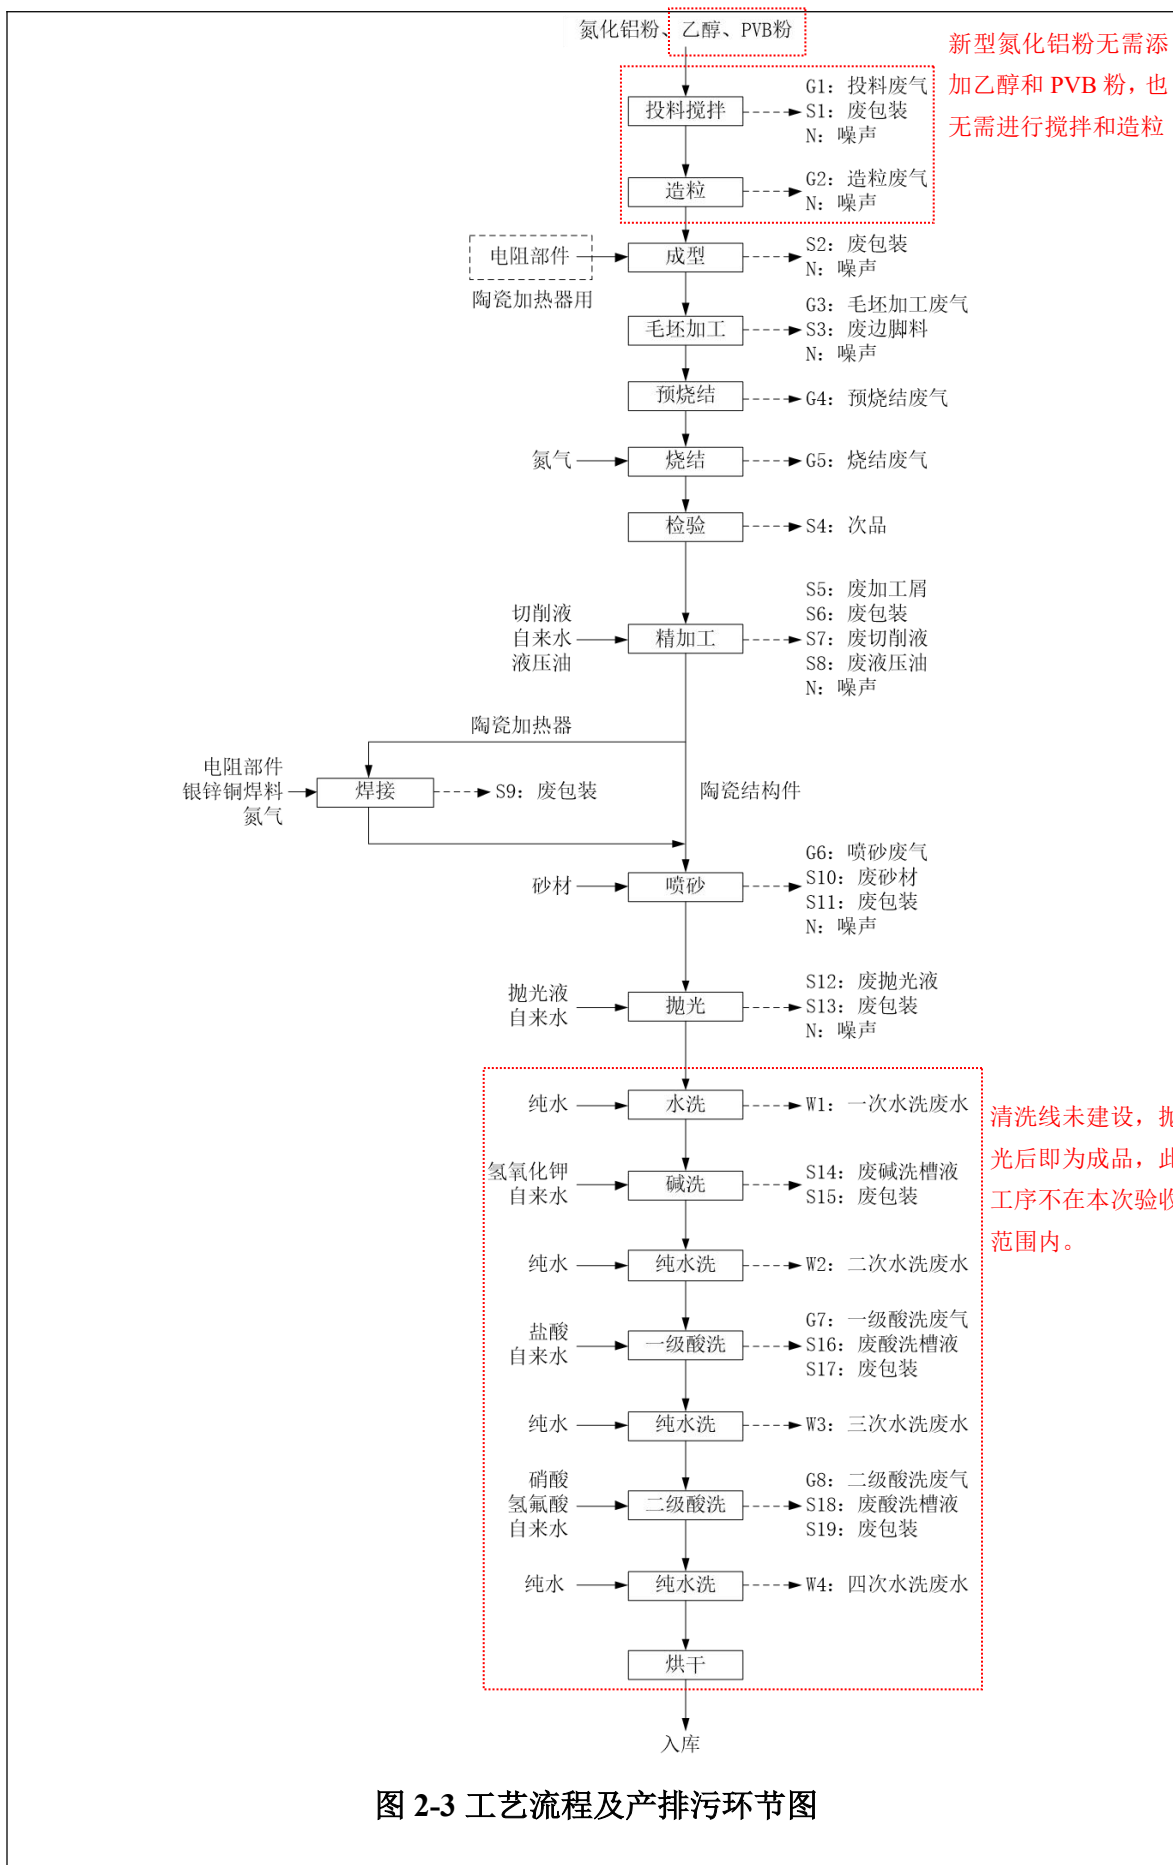 氮化铝粉、乙醇、PVB粉
新型氮化铝粉无需添
加乙醇和 PVB 粉，也
无需进行搅拌和造粒
投料搅拌
G1: 投料废气
S1: 废包装
N: 噪声
造粒
G2: 造粒废气
N: 噪声
电阻部件
陶瓷加热器用
成型
S2: 废包装
N: 噪声
毛坯加工
G3: 毛坯加工废气
S3: 废边脚料
N: 噪声
预烧结
G4: 预烧结废气
氮气
烧结
G5: 烧结废气
检验
S4: 次品
切削液
自来水
液压油
精加工
S5: 废加工屑
S6: 废包装
S7: 废切削液
S8: 废液压油
N: 噪声
陶瓷加热器
电阻部件
银锌铜焊料
氮气
焊接
S9: 废包装
陶瓷结构件
砂材
喷砂
G6: 喷砂废气
S10: 废砂材
S11: 废包装
N: 噪声
抛光液
自来水
抛光
S12: 废抛光液
S13: 废包装
N: 噪声
纯水
水洗
W1: 一次水洗废水
清洗线未建设，抛
光后即为成品，此
工序不在本次验收
范围内。
氢氧化钾
自来水
碱洗
S14: 废碱洗槽液
S15: 废包装
纯水
纯水洗
W2: 二次水洗废水
盐酸
自来水
一级酸洗
G7: 一级酸洗废气
S16: 废酸洗槽液
S17: 废包装
纯水
纯水洗
W3: 三次水洗废水
硝酸
氢氟酸
自来水
二级酸洗
G8: 二级酸洗废气
S18: 废酸洗槽液
S19: 废包装
纯水
纯水洗
W4: 四次水洗废水
烘干
入库
图 2-3 工艺流程及产排污环节图